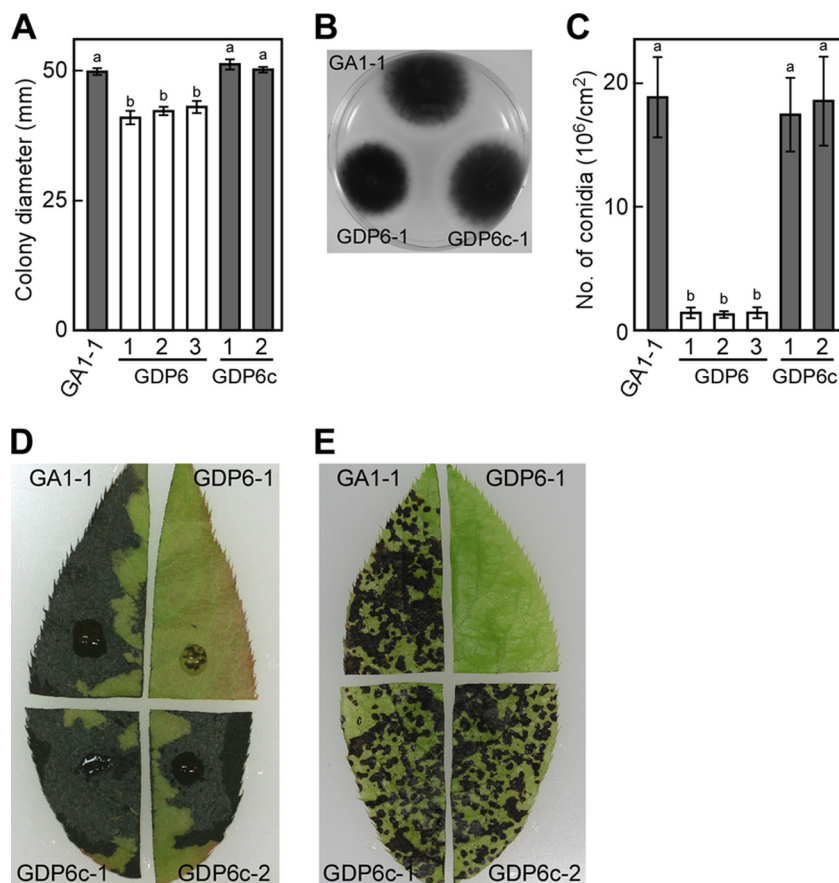 A
Colony diameter (mm)
50
25
0
a
b
b
b
a
a
GA1-1
1 2 3
1 2
GDP6
GDP6c
B
GA1-1
GDP6-1
GDP6c-1
C
No. of conidia (10⁶/cm²)
20
10
0
a
b
b
b
a
a
GA1-1
1 2 3
1 2
GDP6
GDP6c
D
GA1-1
GDP6-1
GDP6c-1
GDP6c-2
E
GA1-1
GDP6-1
GDP6c-1
GDP6c-2